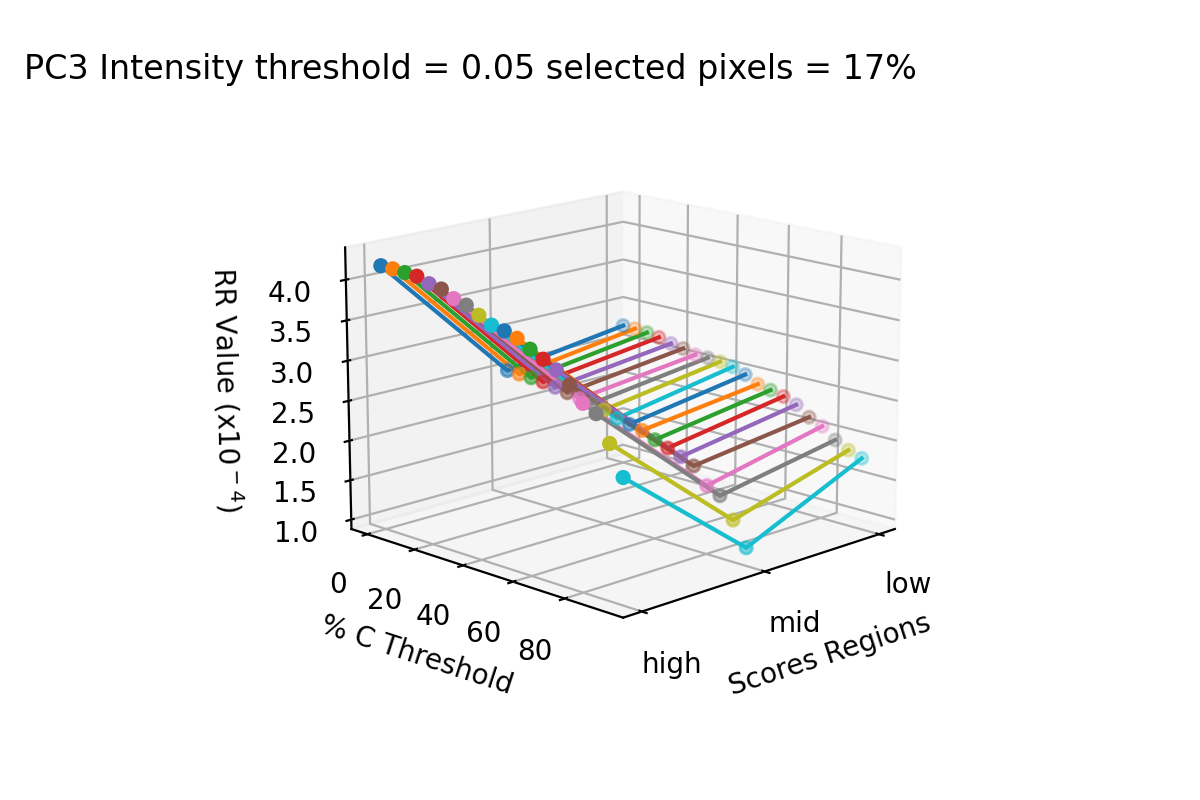 PC3 Intensity threshold = 0.05 selected pixels = 17%
RR Value (x10⁻⁴)
4.0
3.5
3.0
2.5
2.0
1.5
1.0
0
20
40
60
80
% C Threshold
high
mid
low
Scores Regions